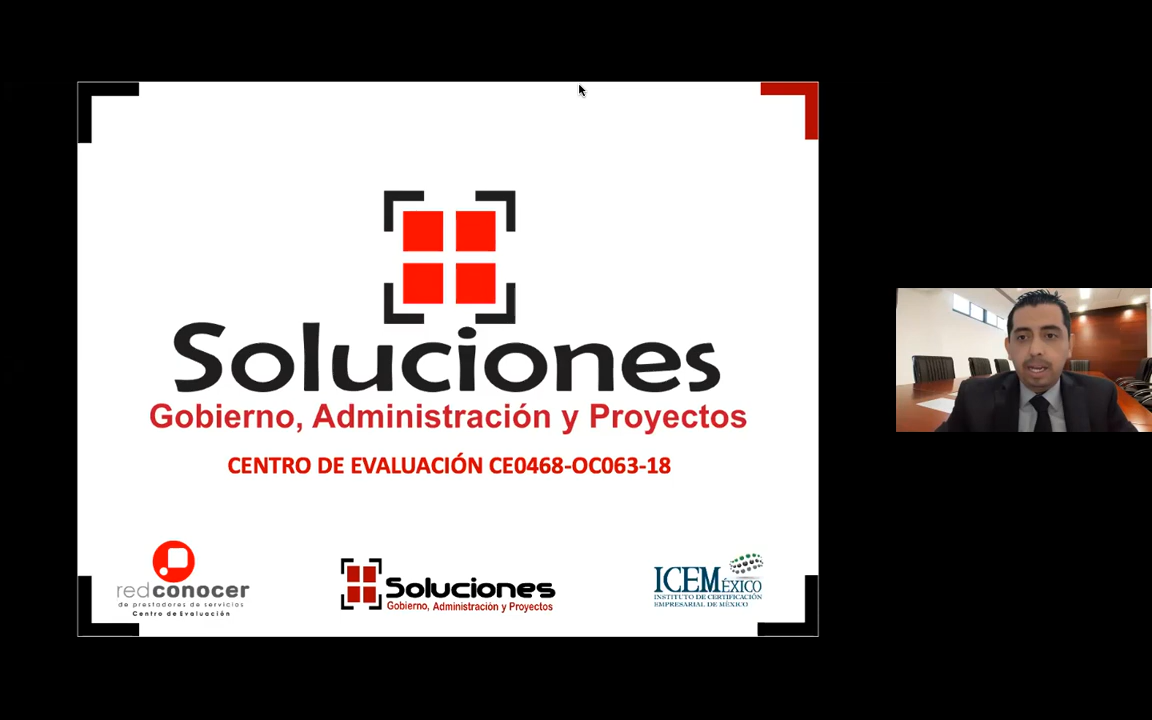 Soluciones
Gobierno, Administración y Proyectos
CENTRO DE EVALUACIÓN CE0468-OC063-18
redconocer
de prestadores de servicios
Centro de Evaluación
Soluciones
Gobierno, Administración y Proyectos
ICEMÉXICO
INSTITUTO DE CERTIFICACIÓN
EMPRESARIAL DE MÉXICO